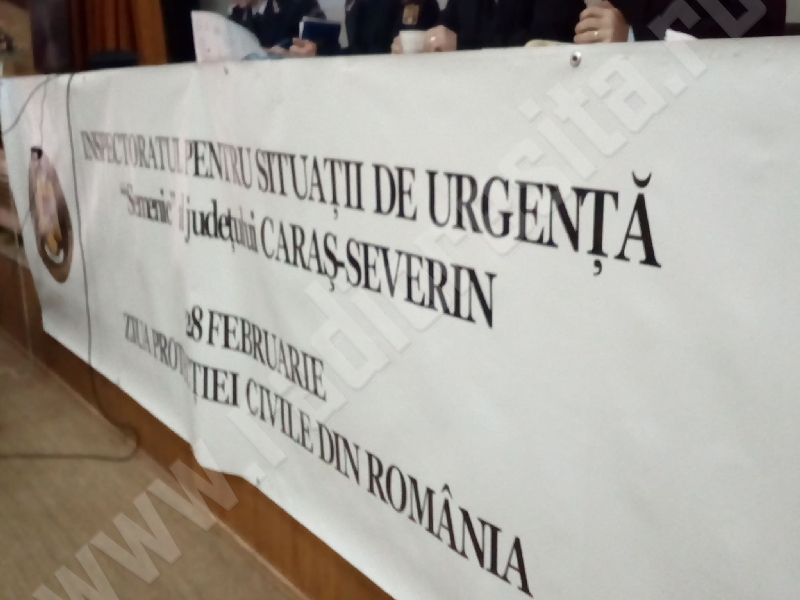 INSPECTORATUL PENTRU SITUAȚII DE URGENȚĂ
"Semenic" al județului CARAȘ-SEVERIN
28 FEBRUARIE
ZIUA PROTECȚIEI CIVILE DIN ROMÂNIA